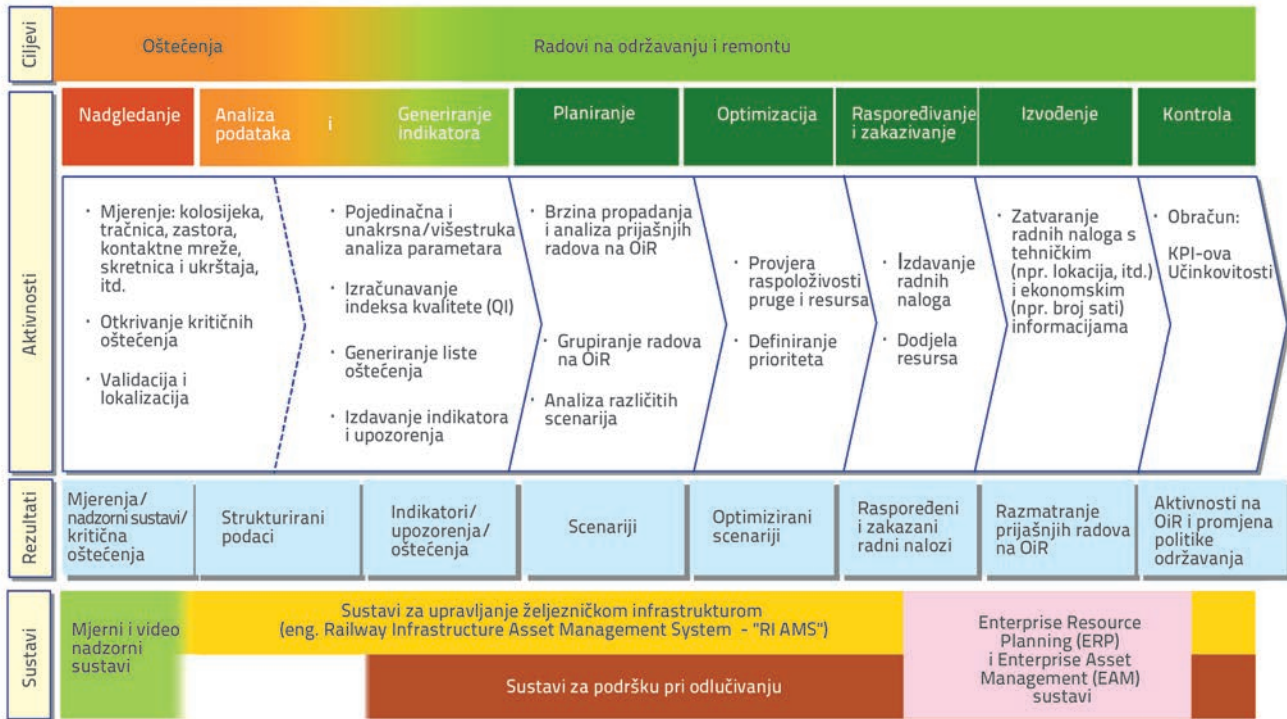 Ciljevi
Oštećenja
Radovi na održavanju i remontu
Aktivnosti
Nadgledanje
Analiza
podataka
i
Generiranje
indikatora
Planiranje
Optimizacija
Raspoređivanje
i zakazivanje
Izvođenje
Kontrola
· Mjerenje: kolosijeka,
tračnica, zastora,
kontaktne mreže,
skretnica i ukrštaja,
itd.
· Otkrivanje kritičnih
oštećenja
· Validacija i
lokalizacija
· Pojedinačna i
unakrsna/višestruka
analiza parametara
· Izračunavanje
indeksa kvalitete (QI)
· Generiranje liste
oštećenja
· Izdavanje indikatora
i upozorenja
· Brzina propadanja
i analiza prijašnjih
radova na OiR
· Grupiranje radova
na OiR
· Analiza različitih
scenarija
· Provjera
raspoloživosti
pruge i resursa
· Definiranje
prioriteta
· Izdavanje
radnih
naloga
· Dodjela
resursa
· Zatvaranje
radnih naloga s
tehničkim
(npr. lokacija, itd.)
i ekonomskim
(npr. broj sati)
informacijama
· Obračun:
KPI-ova
Učinkovitosti
Rezultati
Mjerenja/
nadzorni sustavi/
kritična
oštećenja
Strukturirani
podaci
Indikatori/
upozorenja/
oštećenja
Scenariji
Optimizirani
scenariji
Raspoređeni
i zakazani
radni nalozi
Razmatranje
prijašnjih radova
na OiR
Aktivnosti na
OiR i promjena
politike
održavanja
Sustavi
Mjerni i video
nadzorni
sustavi
Sustavi za upravljanje željezničkom infrastrukturom
(eng. Railway Infrastructure Asset Management System - "RI AMS")
Sustavi za podršku pri odlučivanju
Enterprise Resource
Planning (ERP)
i Enterprise Asset
Management (EAM)
sustavi